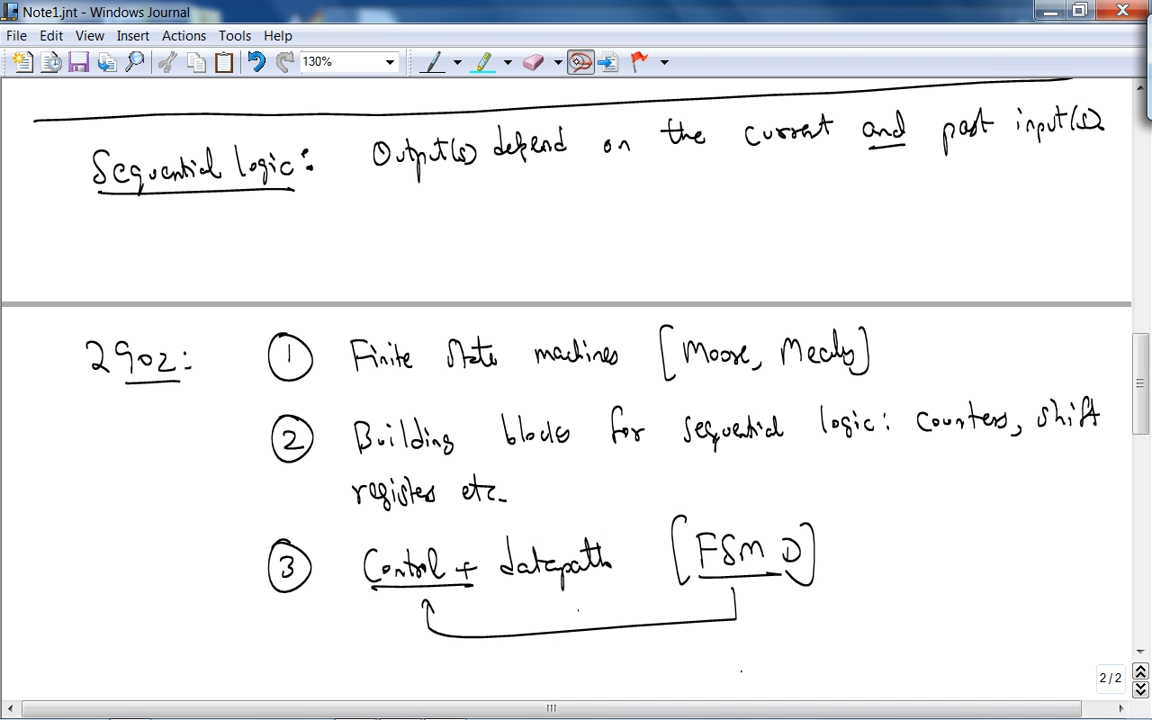 Note1.jnt - Windows Journal
File Edit View Insert Actions Tools Help
130%
Sequential logic: Output(s) depend on the current and past input(s)
2902: 1 Finite state machines [Moore, Mealy]
2 Building blocks for sequential logic: counters, shift
registers etc.
3 Control + datapath [FSM D]
2 / 2